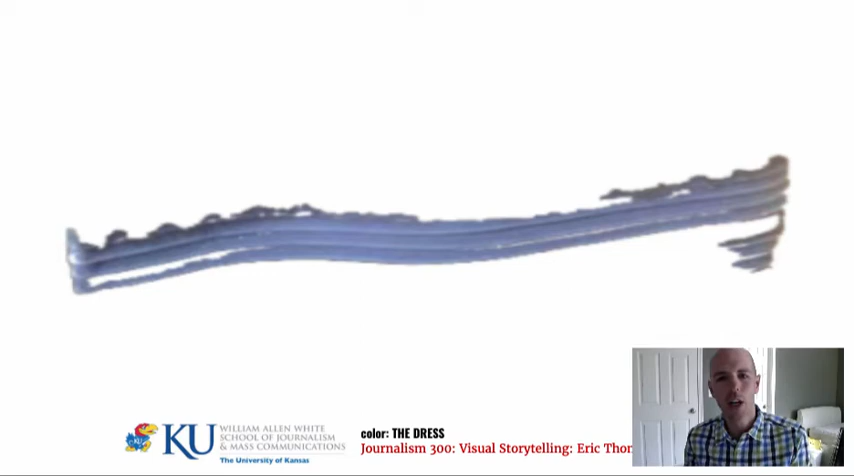 KU
WILLIAM ALLEN WHITE
SCHOOL OF JOURNALISM
& MASS COMMUNICATIONS
The University of Kansas
color: THE DRESS
Journalism 300: Visual Storytelling: Eric Thor